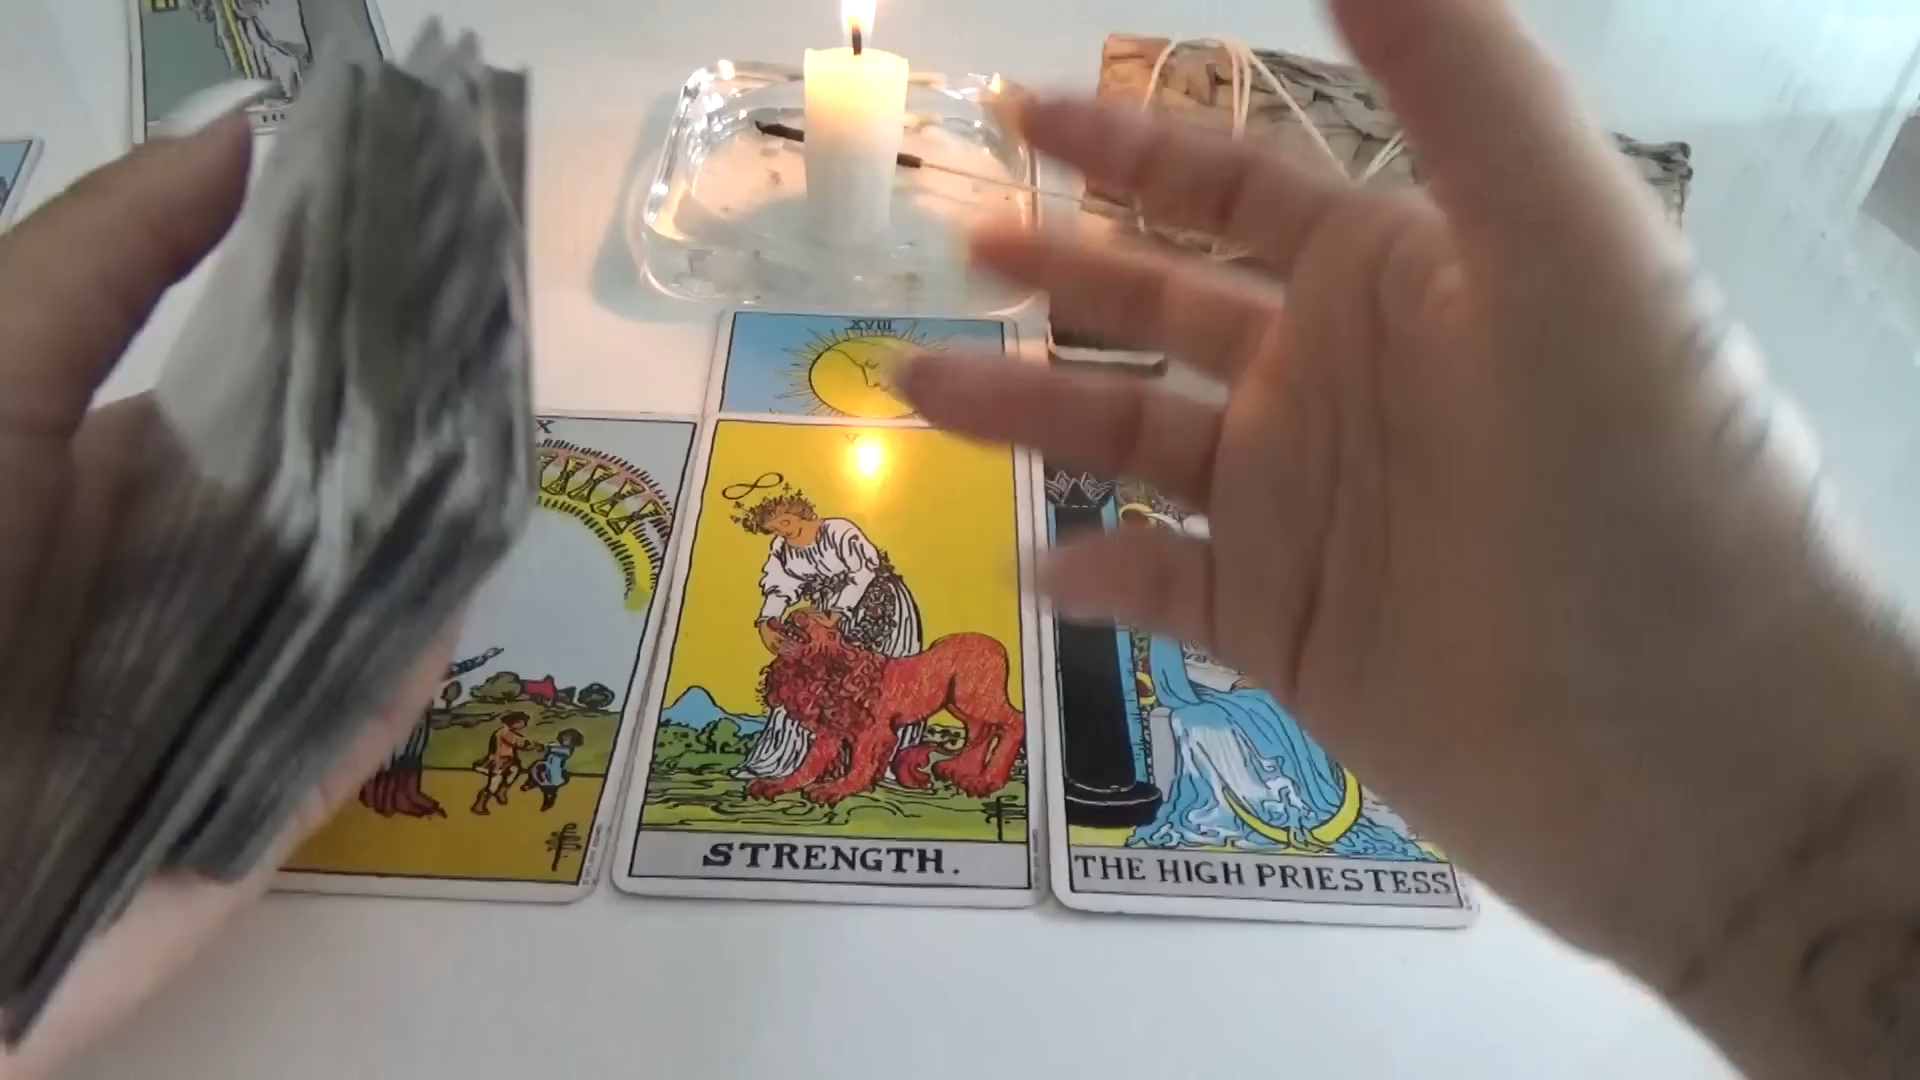 XVIII
X
STRENGTH.
THE HIGH PRIESTESS